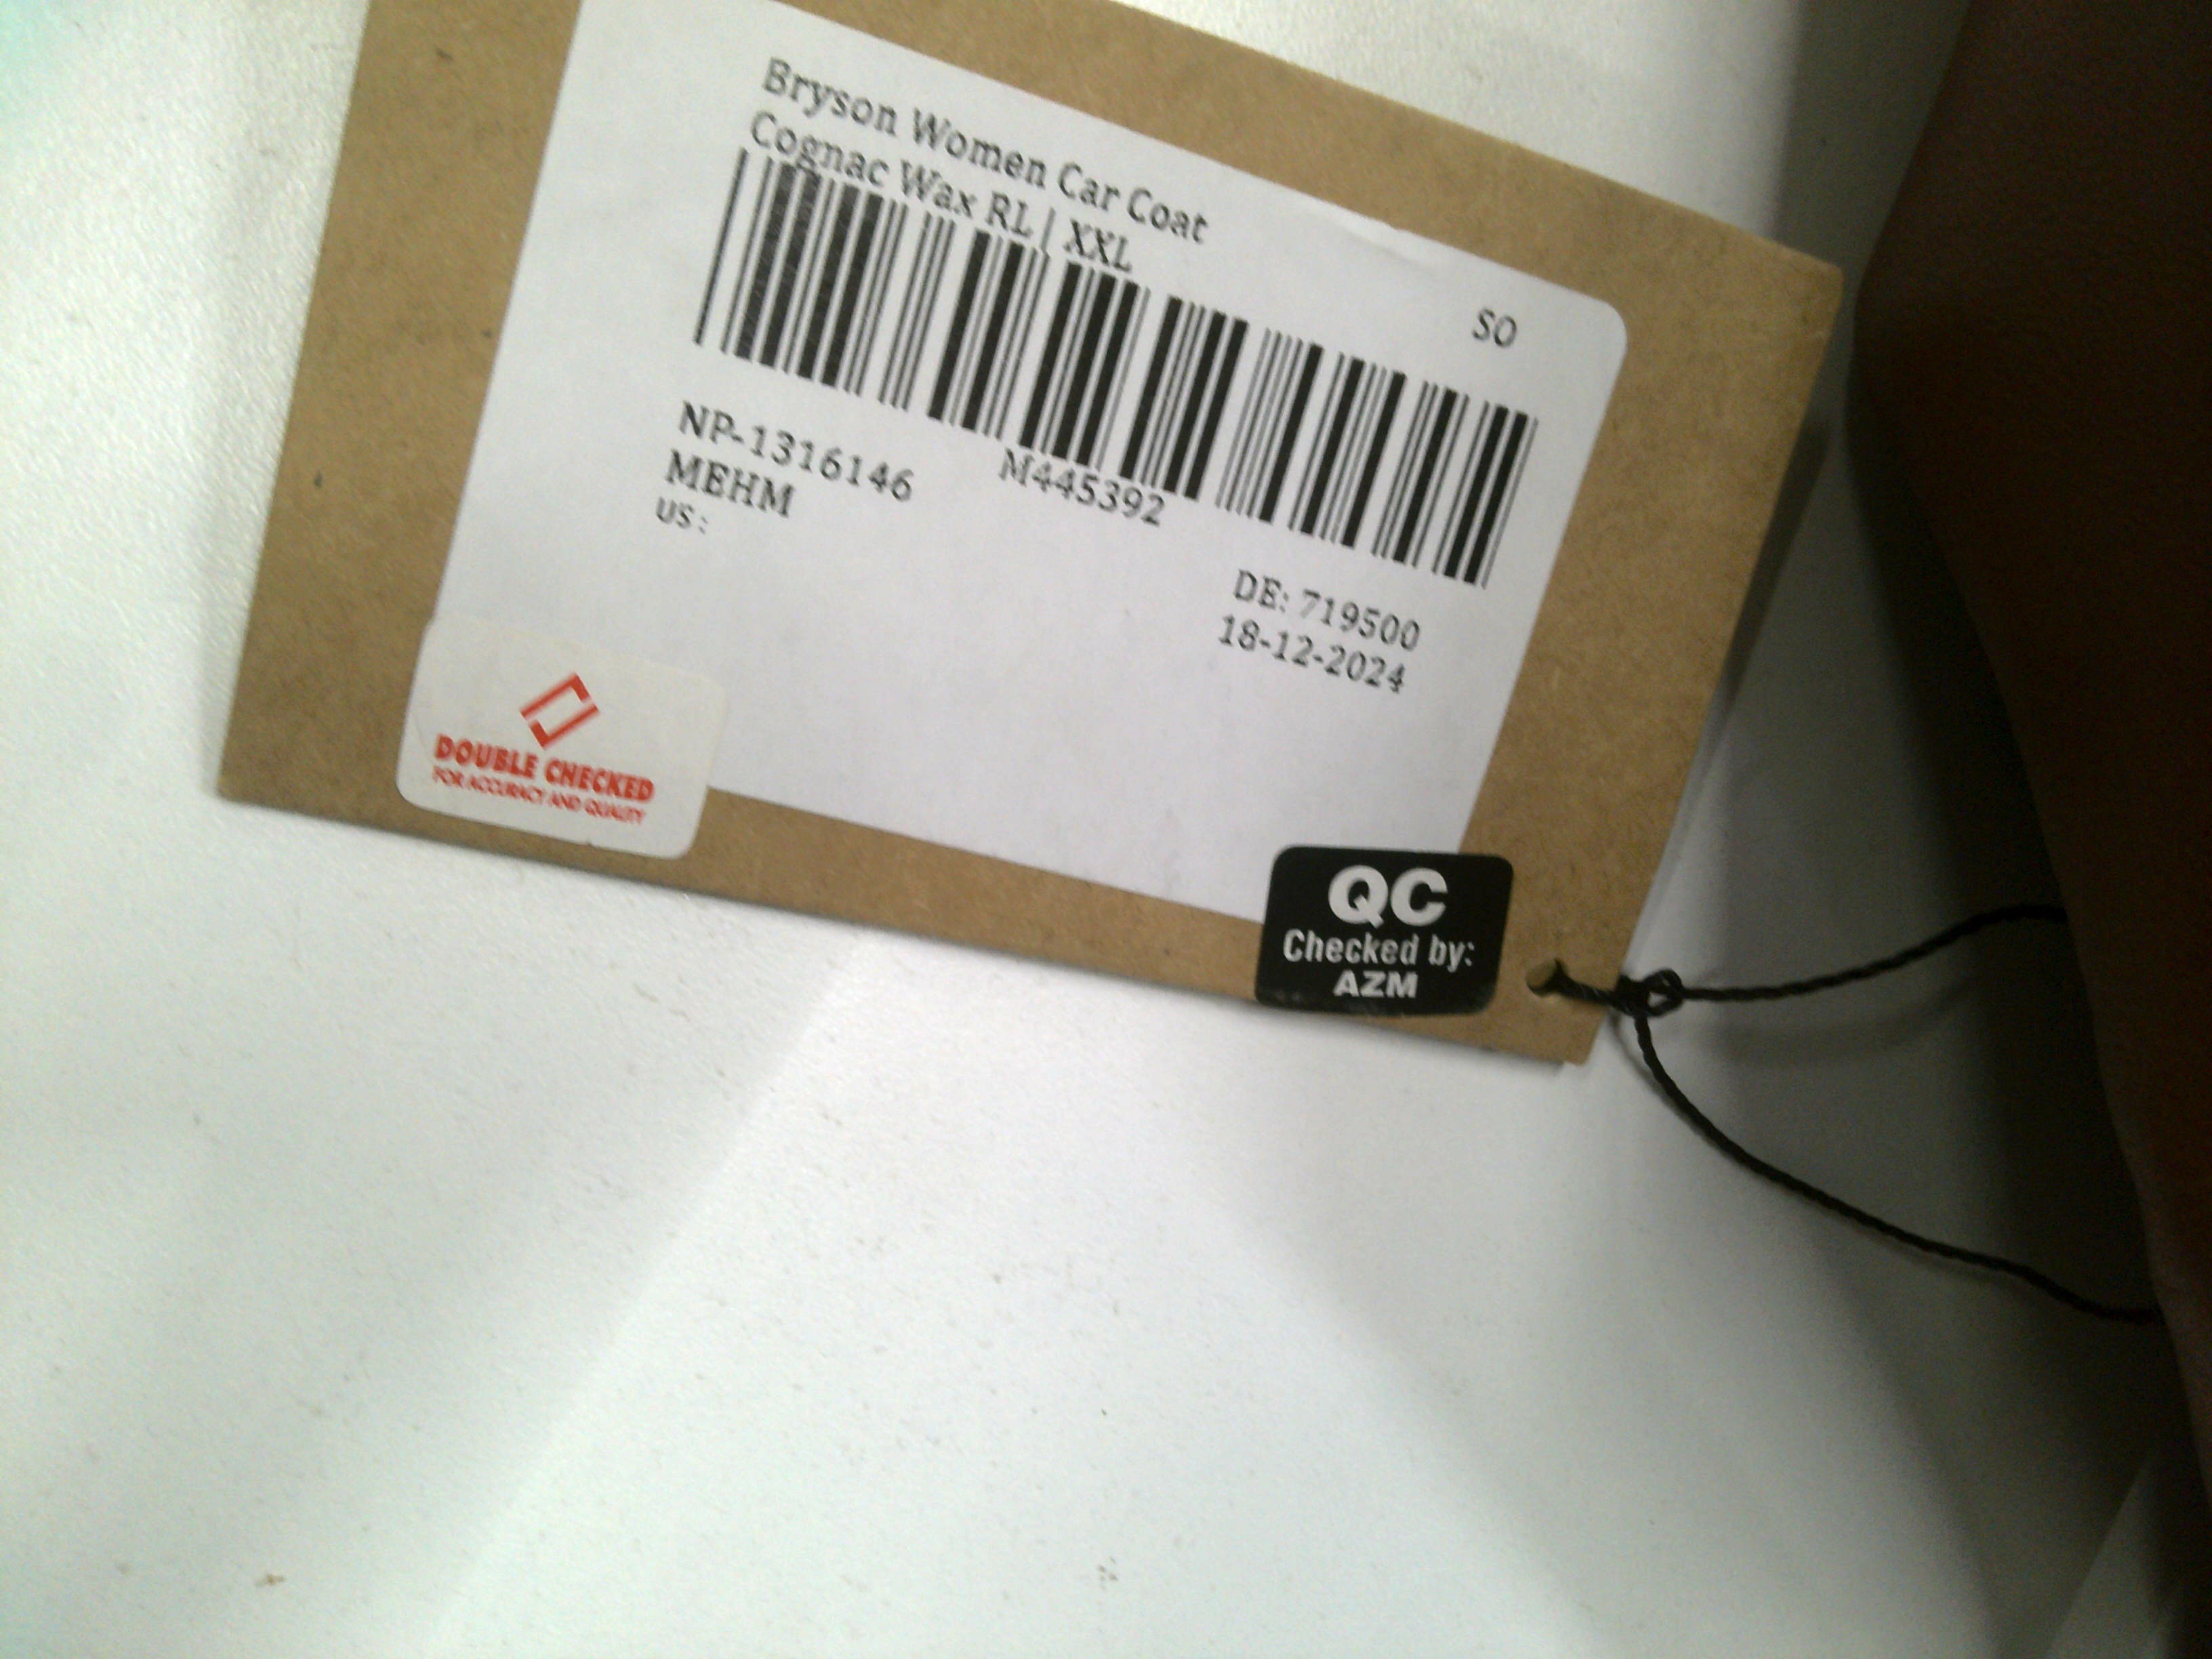 Bryson Women Car Coat
Cognac Wax RL | XXL
SO
NP-1316146
M445392
MEHM
US:
DE: 719500
18-12-2024
DOUBLE CHECKED
FOR ACCURACY AND QUALITY
QC
Checked by:
AZM